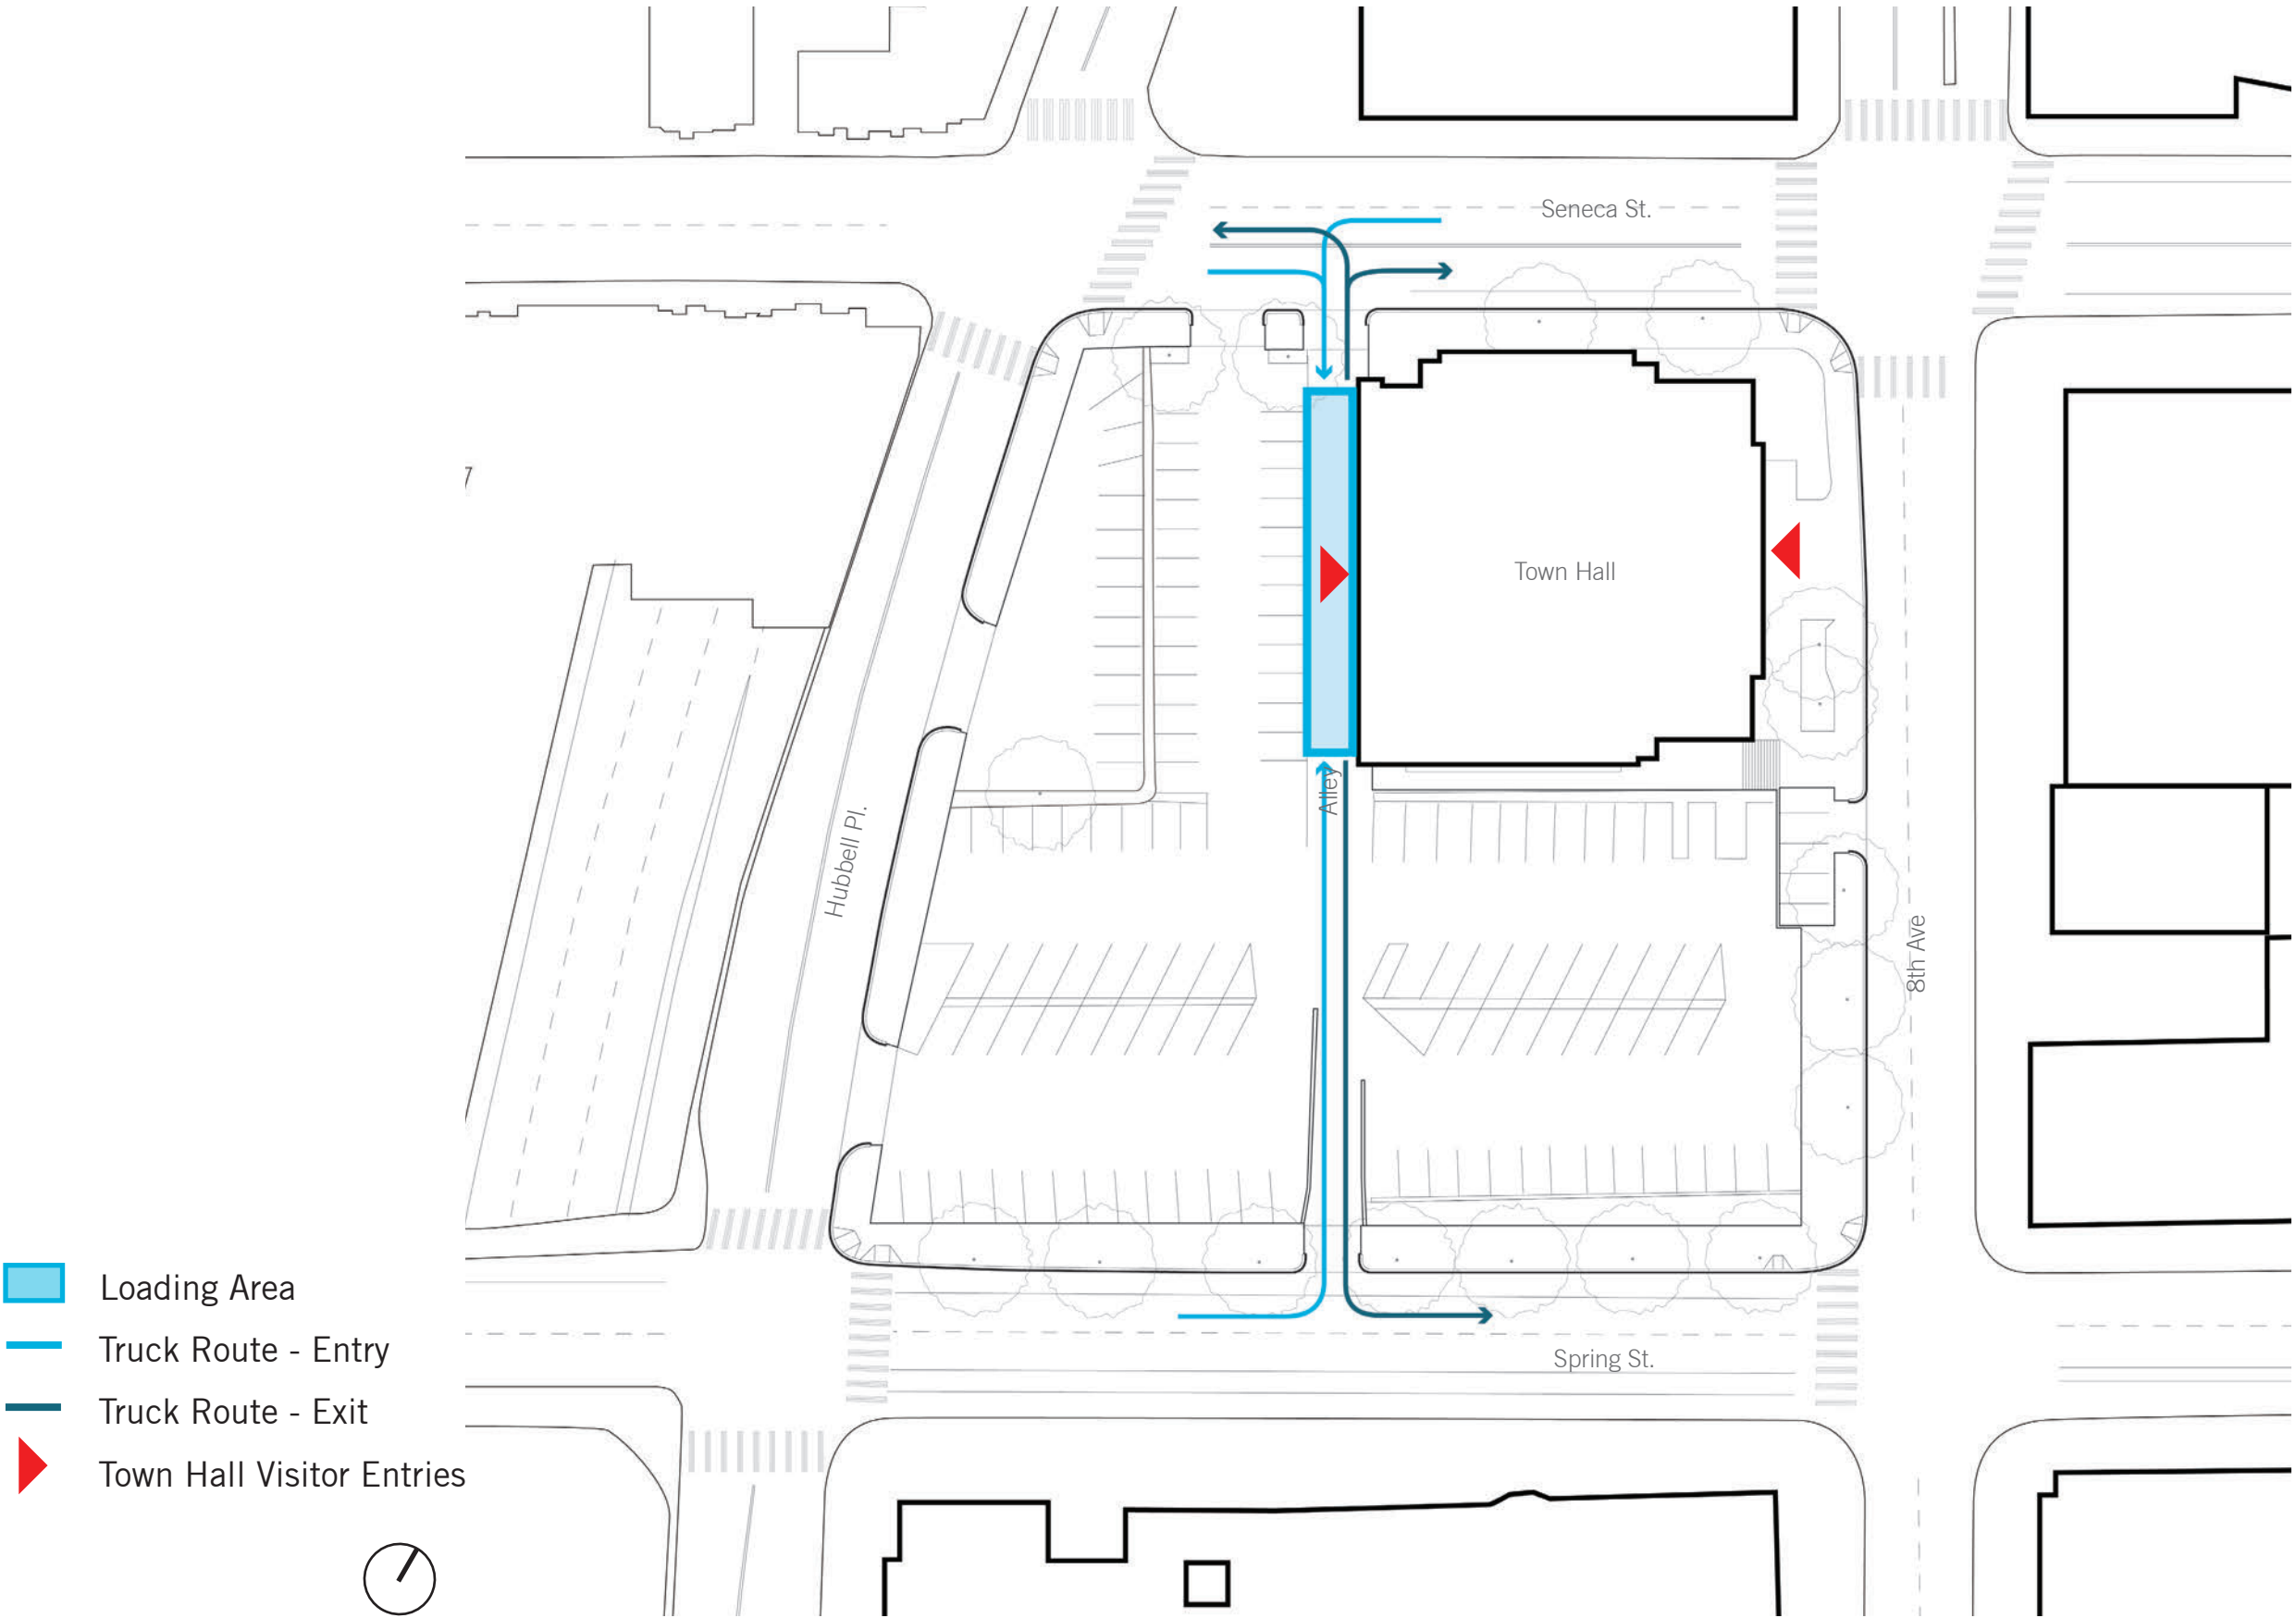 Seneca St.
Town Hall
Alley
Hubbell Pl.
8th Ave
Spring St.
Loading Area
Truck Route - Entry
Truck Route - Exit
Town Hall Visitor Entries